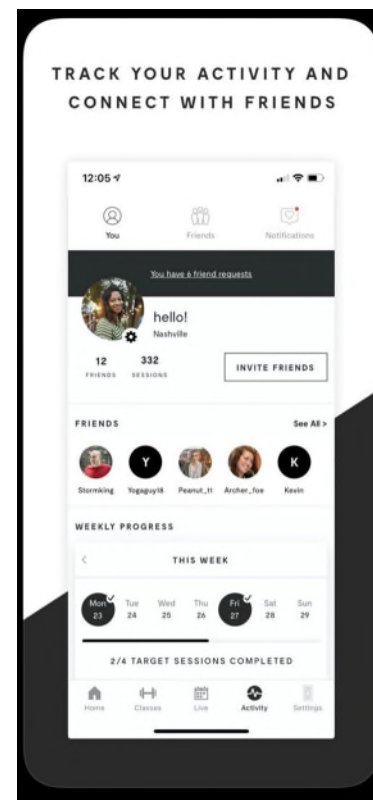 TRACK YOUR ACTIVITY AND
CONNECT WITH FRIENDS
12:05
You Friends Notifications
You have 6 friend requests
hello!
Nashville
12 332
FRIENDS SESSIONS
INVITE FRIENDS
FRIENDS See All >
Y K
Stormking Yogaguy18 Peanut_11 Archer_foe Kevin
WEEKLY PROGRESS
< THIS WEEK
Mon Tue Wed Thu Fri Sat Sun
23 24 25 26 27 28 29
2/4 TARGET SESSIONS COMPLETED
Home Classes Live Activity Settings